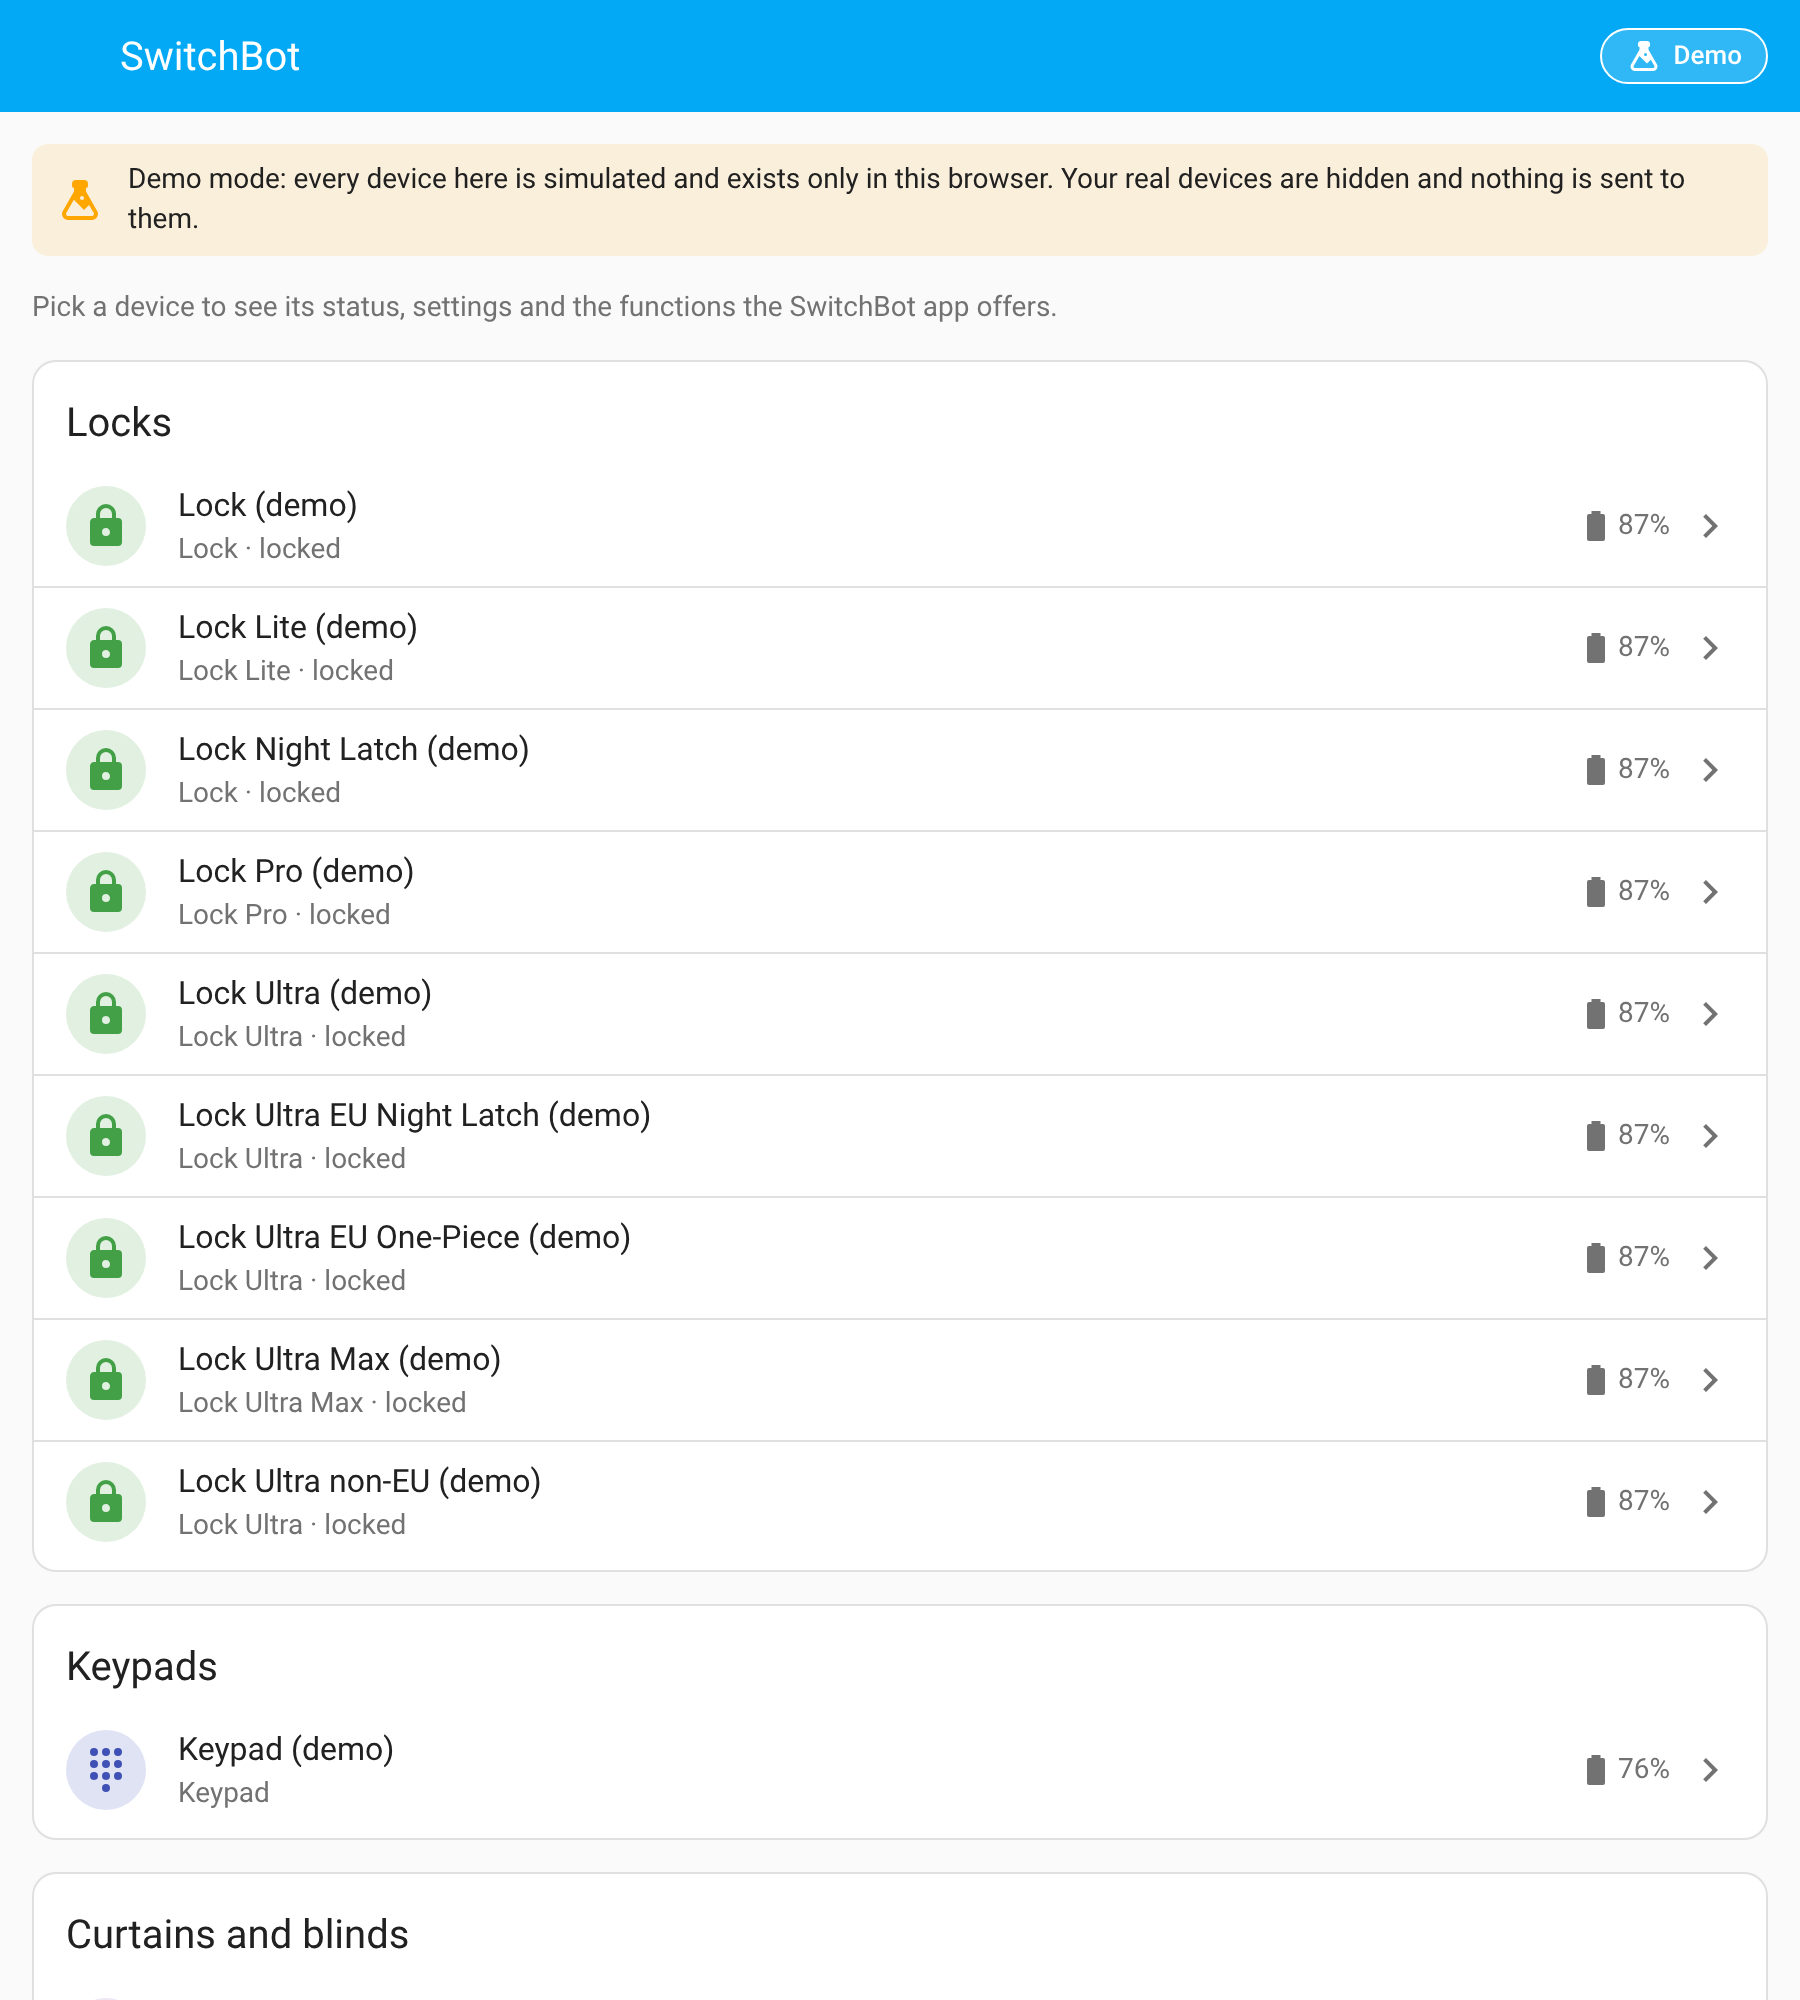 SwitchBot
Demo
Demo mode: every device here is simulated and exists only in this browser. Your real devices are hidden and nothing is sent to
them.
Pick a device to see its status, settings and the functions the SwitchBot app offers.
Locks
Lock (demo)
Lock · locked
87%
Lock Lite (demo)
Lock Lite · locked
87%
Lock Night Latch (demo)
Lock · locked
87%
Lock Pro (demo)
Lock Pro · locked
87%
Lock Ultra (demo)
Lock Ultra · locked
87%
Lock Ultra EU Night Latch (demo)
Lock Ultra · locked
87%
Lock Ultra EU One-Piece (demo)
Lock Ultra · locked
87%
Lock Ultra Max (demo)
Lock Ultra Max · locked
87%
Lock Ultra non-EU (demo)
Lock Ultra · locked
87%
Keypads
Keypad (demo)
Keypad
76%
Curtains and blinds